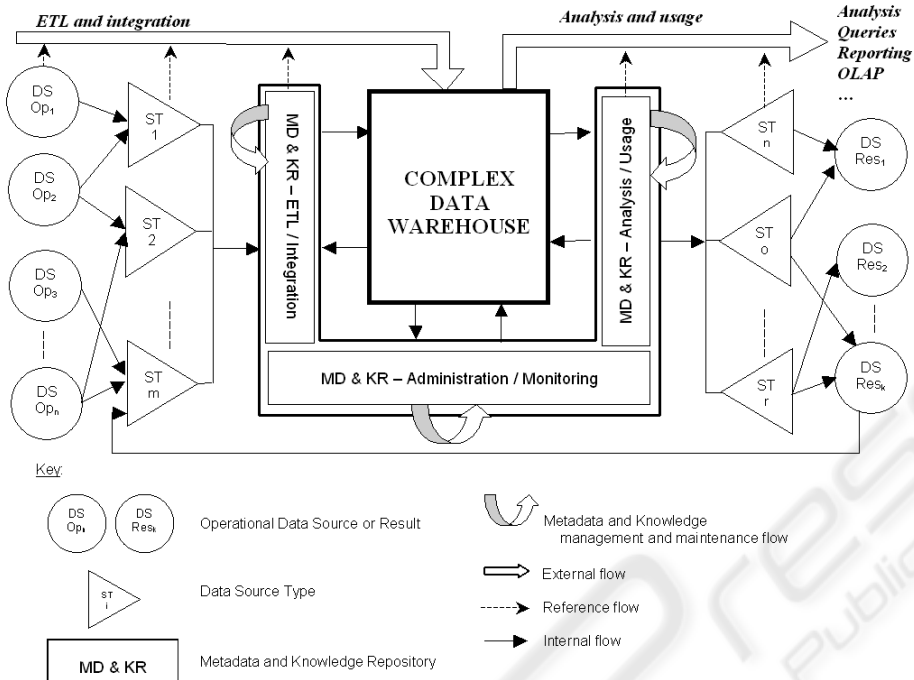 ETL and integration
Analysis and usage
Analysis
Queries
Reporting
OLAP
...
DS
Op1
DS
Op2
DS
Op3
DS
Opn
ST
1
ST
2
ST
m
MD & KR – ETL / Integration
COMPLEX
DATA
WAREHOUSE
MD & KR – Analysis / Usage
MD & KR – Administration / Monitoring
ST
n
ST
o
ST
r
DS
Res1
DS
Res2
DS
Resk
Key:
DS
Opn
DS
Resk
Operational Data Source or Result
ST
i
Data Source Type
MD & KR
Metadata and Knowledge Repository
Metadata and Knowledge
management and maintenance flow
External flow
Reference flow
Internal flow